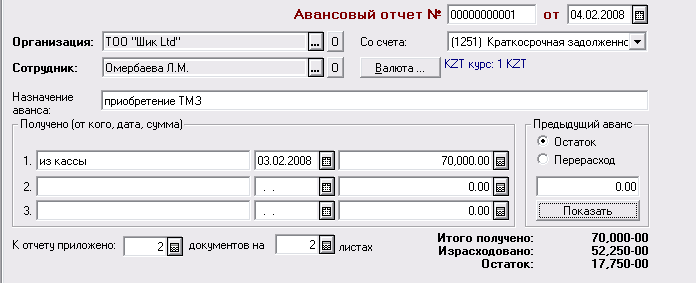 Авансовый отчет № 00000000001 от 04.02.2008
Организация: ТОО "Шик Ltd" ... О Со счета: (1251) Краткосрочная задолженнс
Сотрудник: Омербаева Л.М. ... О Валюта ... KZT курс: 1 KZT
Назначение аванса: приобретение ТМЗ
Получено (от кого, дата, сумма) Предыдущий аванс
1. из кассы 03.02.2008 70,000.00 Остаток
2. . . 0.00 Перерасход
3. . . 0.00 0.00
Показать
К отчету приложено: 2 документов на 2 листах
Итого получено: 70,000-00
Израсходовано: 52,250-00
Остаток: 17,750-00